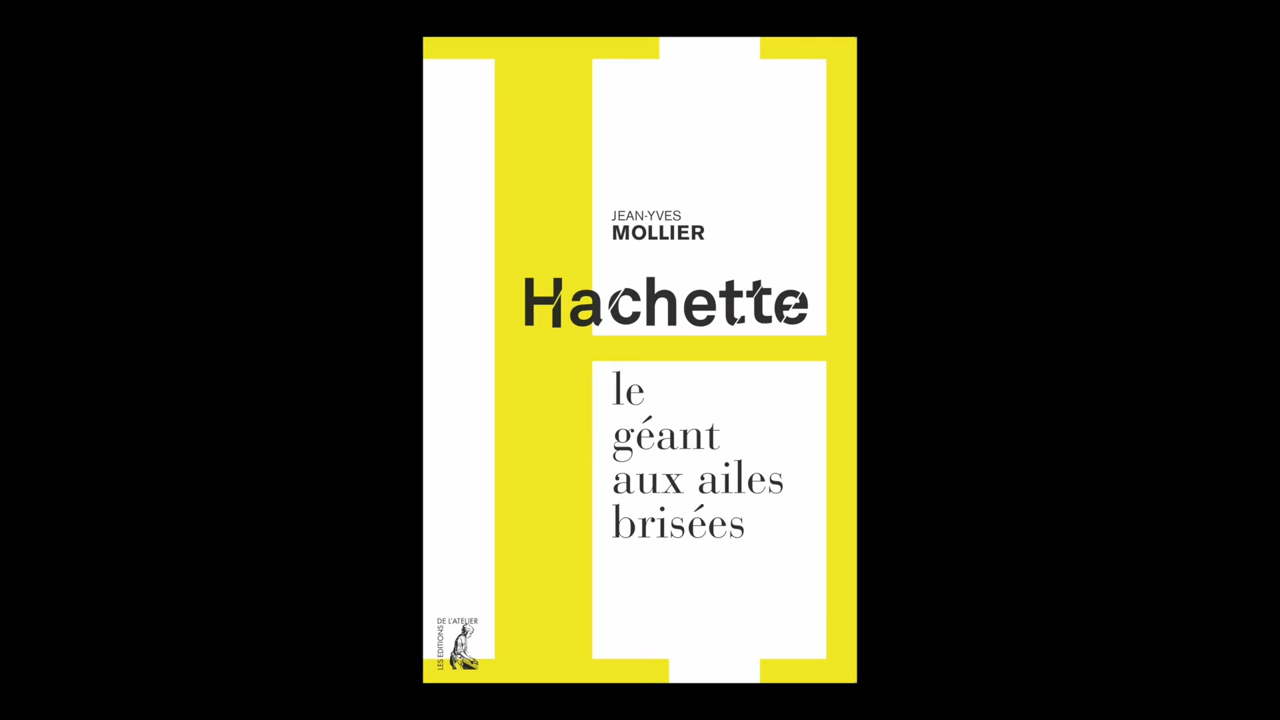 JEAN-YVES
MOLLIER
Hachette
le
géant
aux ailes
brisées
LES EDITIONS
DE L'ATELIER